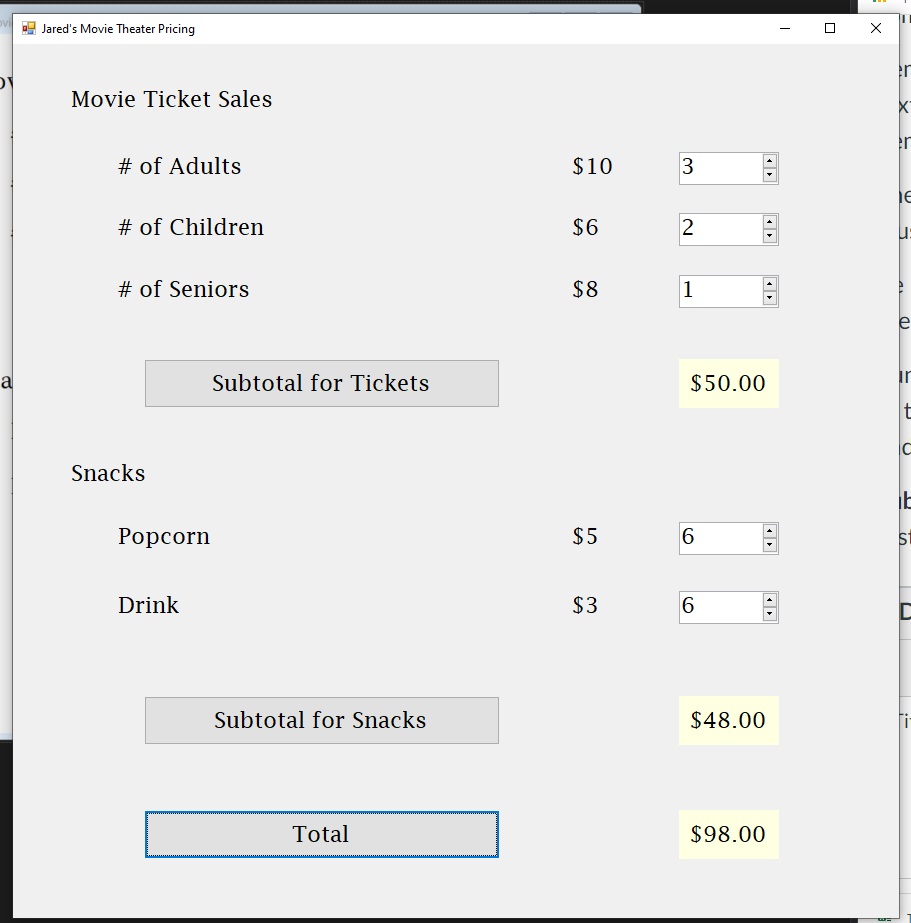 Jared's Movie Theater Pricing
Movie Ticket Sales
# of Adults $10 3
# of Children $6 2
# of Seniors $8 1
Subtotal for Tickets $50.00
Snacks
Popcorn $5 6
Drink $3 6
Subtotal for Snacks $48.00
Total $98.00